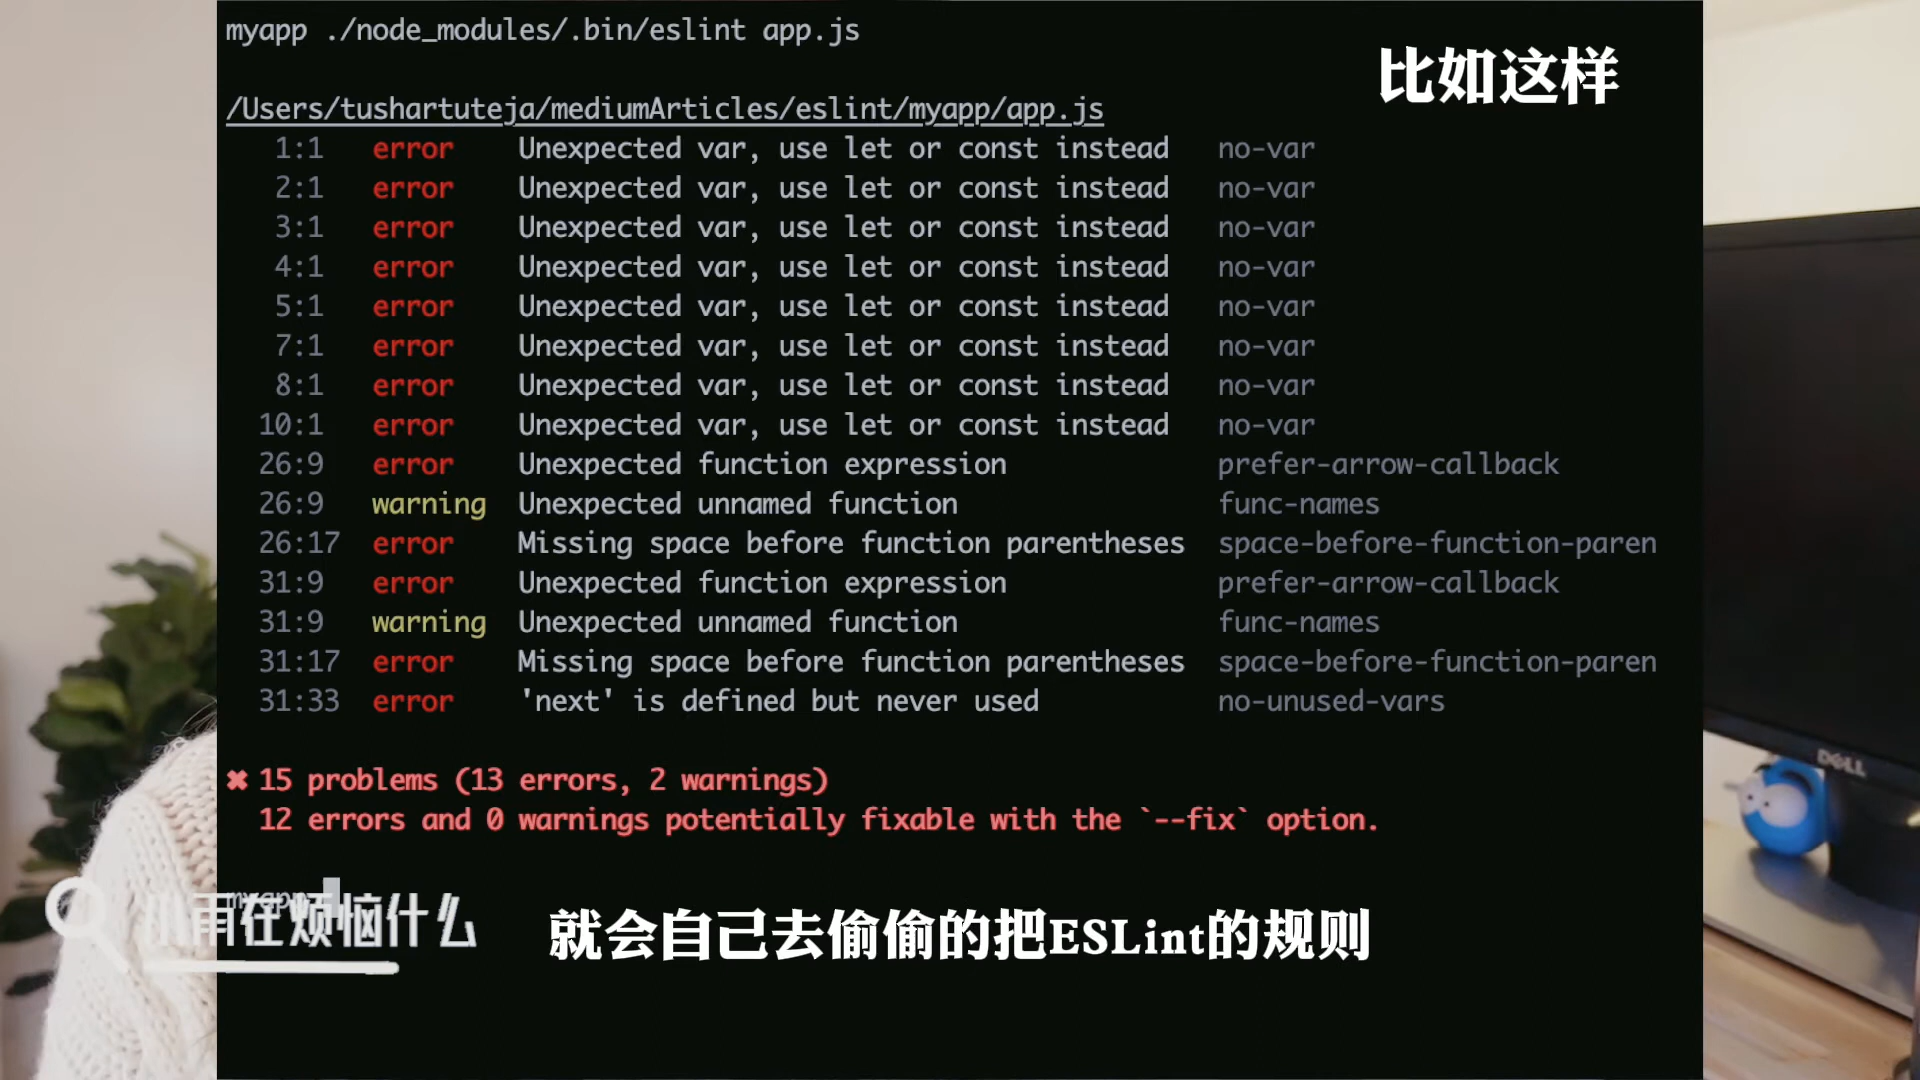 myapp ./node_modules/.bin/eslint app.js
比如这样
/Users/tushartuteja/mediumArticles/eslint/myapp/app.js
1:1 error Unexpected var, use let or const instead no-var
2:1 error Unexpected var, use let or const instead no-var
3:1 error Unexpected var, use let or const instead no-var
4:1 error Unexpected var, use let or const instead no-var
5:1 error Unexpected var, use let or const instead no-var
7:1 error Unexpected var, use let or const instead no-var
8:1 error Unexpected var, use let or const instead no-var
10:1 error Unexpected var, use let or const instead no-var
26:9 error Unexpected function expression prefer-arrow-callback
26:9 warning Unexpected unnamed function func-names
26:17 error Missing space before function parentheses space-before-function-paren
31:9 error Unexpected function expression prefer-arrow-callback
31:9 warning Unexpected unnamed function func-names
31:17 error Missing space before function parentheses space-before-function-paren
31:33 error 'next' is defined but never used no-unused-vars
✖ 15 problems (13 errors, 2 warnings)
12 errors and 0 warnings potentially fixable with the `--fix` option.
DELL
myapp
小雨在烦恼什么
就会自己去偷偷的把ESLint的规则